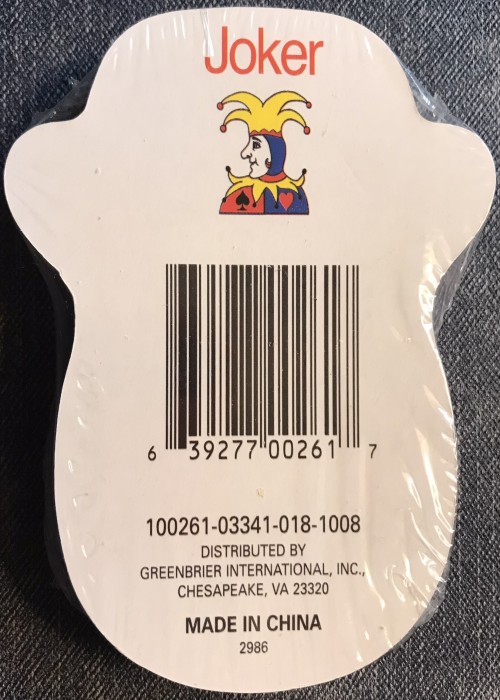 Joker
6 39277 00261 7
100261-03341-018-1008
DISTRIBUTED BY
GREENBRIER INTERNATIONAL, INC.,
CHESAPEAKE, VA 23320
MADE IN CHINA
2986